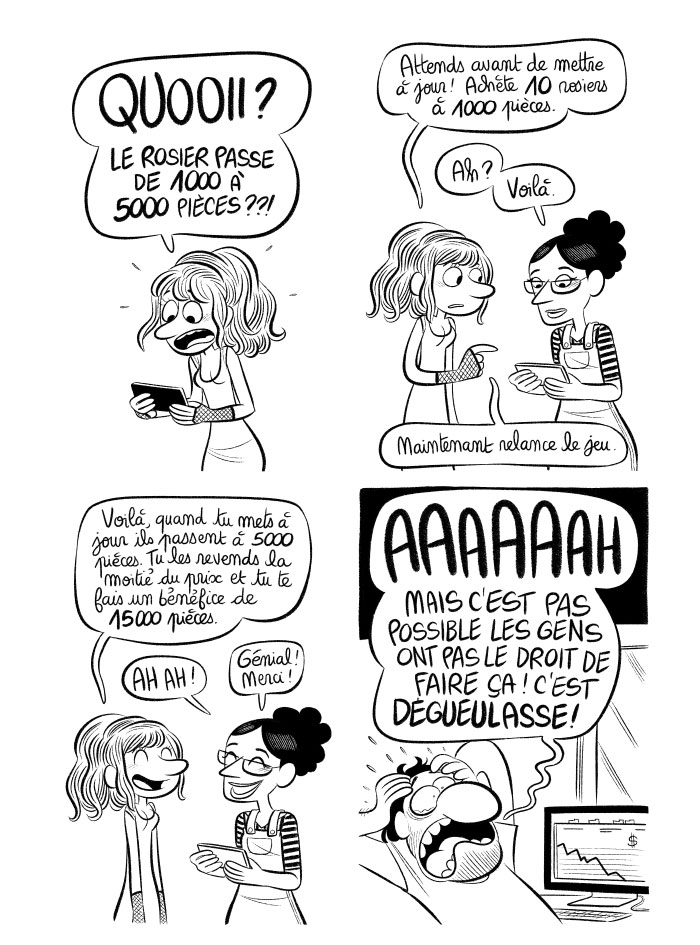 QUOOII?
LE ROSIER PASSE
DE 1000 À
5000 PIÈCES??!
Attends avant de mettre
à jour! Achète 10 rosiers
à 1000 pièces.
Ah?
Voilà.
Maintenant relance le jeu.
Voilà, quand tu mets à
jour ils passent à 5000
pièces. Tu les revends la
moitié du prix et tu te
fais un bénéfice de
15000 pièces.
AH AH!
Génial!
Merci!
AAAAAAH
MAIS C'EST PAS
POSSIBLE LES GENS
ONT PAS LE DROIT DE
FAIRE ÇA! C'EST
DÉGUEULASSE!
$